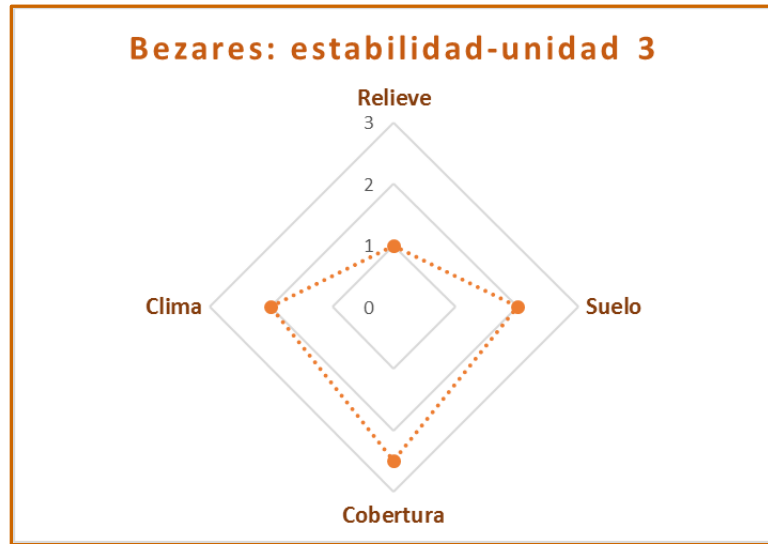 Bezares: estabilidad-unidad 3
Relieve
3
2
1
Clima
0
Suelo
Cobertura